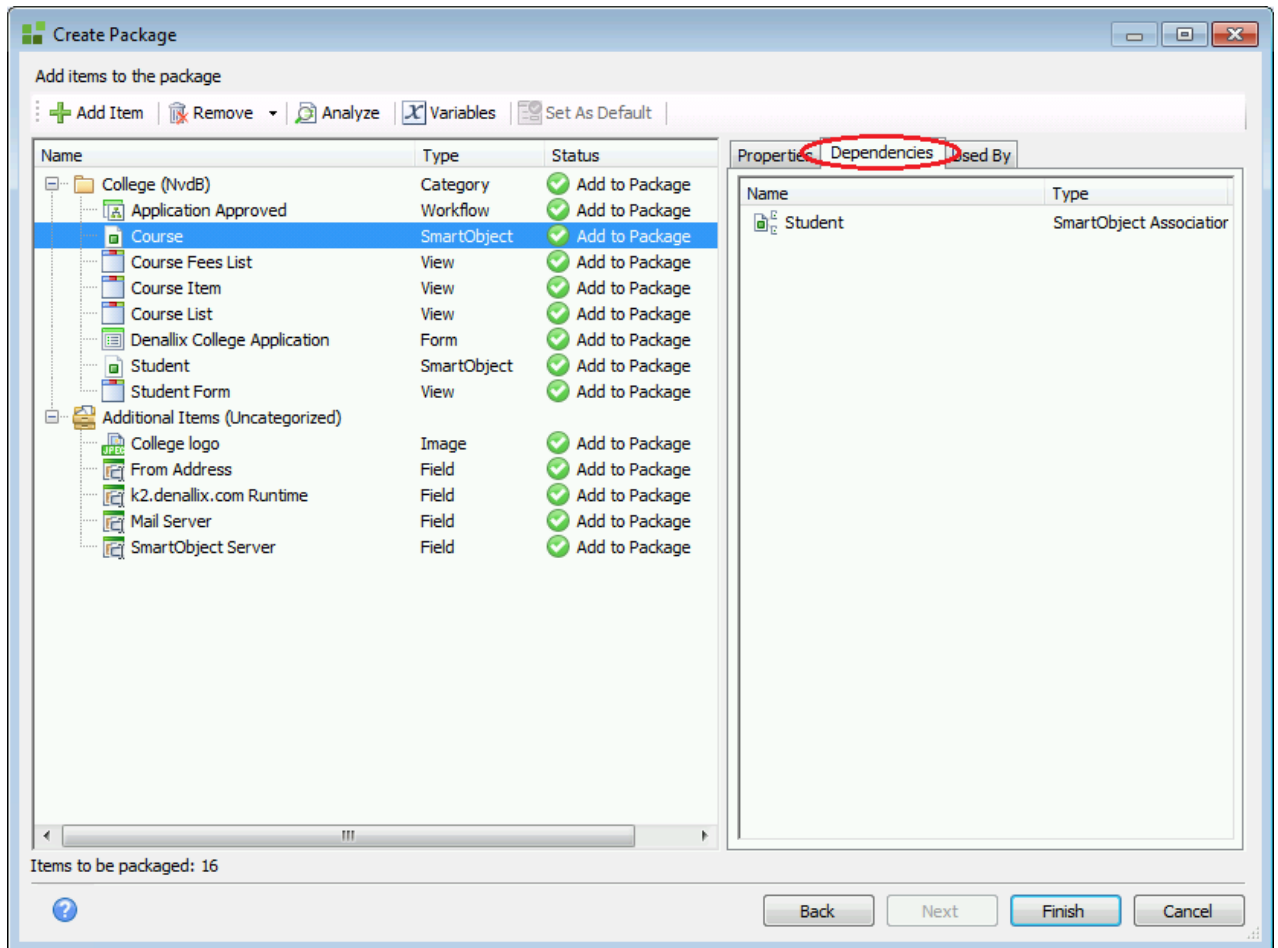 Create Package
Add items to the package
Add Item Remove Analyze Variables Set As Default
Name Type Status
College (NvdB) Category Add to Package
Application Approved Workflow Add to Package
Course SmartObject Add to Package
Course Fees List View Add to Package
Course Item View Add to Package
Course List View Add to Package
Denallix College Application Form Add to Package
Student SmartObject Add to Package
Student Form View Add to Package
Additional Items (Uncategorized)
College logo Image Add to Package
From Address Field Add to Package
k2.denallix.com Runtime Field Add to Package
Mail Server Field Add to Package
SmartObject Server Field Add to Package
Properties Dependencies Used By
Name Type
Student SmartObject Association
Items to be packaged: 16
Back Next Finish Cancel